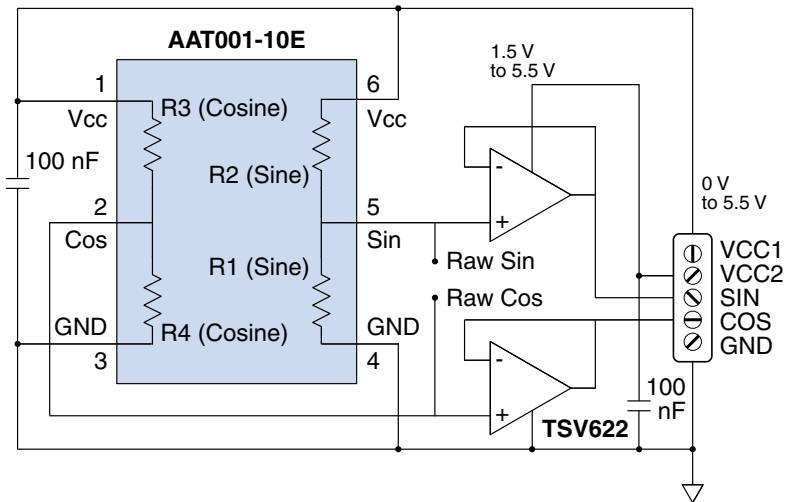 AAT001-10E
1.5 V
to 5.5 V
1
6
Vcc
R3 (Cosine)
Vcc
100 nF
R2 (Sine)
-
0 V
to 5.5 V
2
5
+
Cos
Sin
VCC1
R1 (Sine)
Raw Sin
VCC2
Raw Cos
SIN
GND
R4 (Cosine)
GND
COS
3
4
GND
-
100
nF
+
TSV622